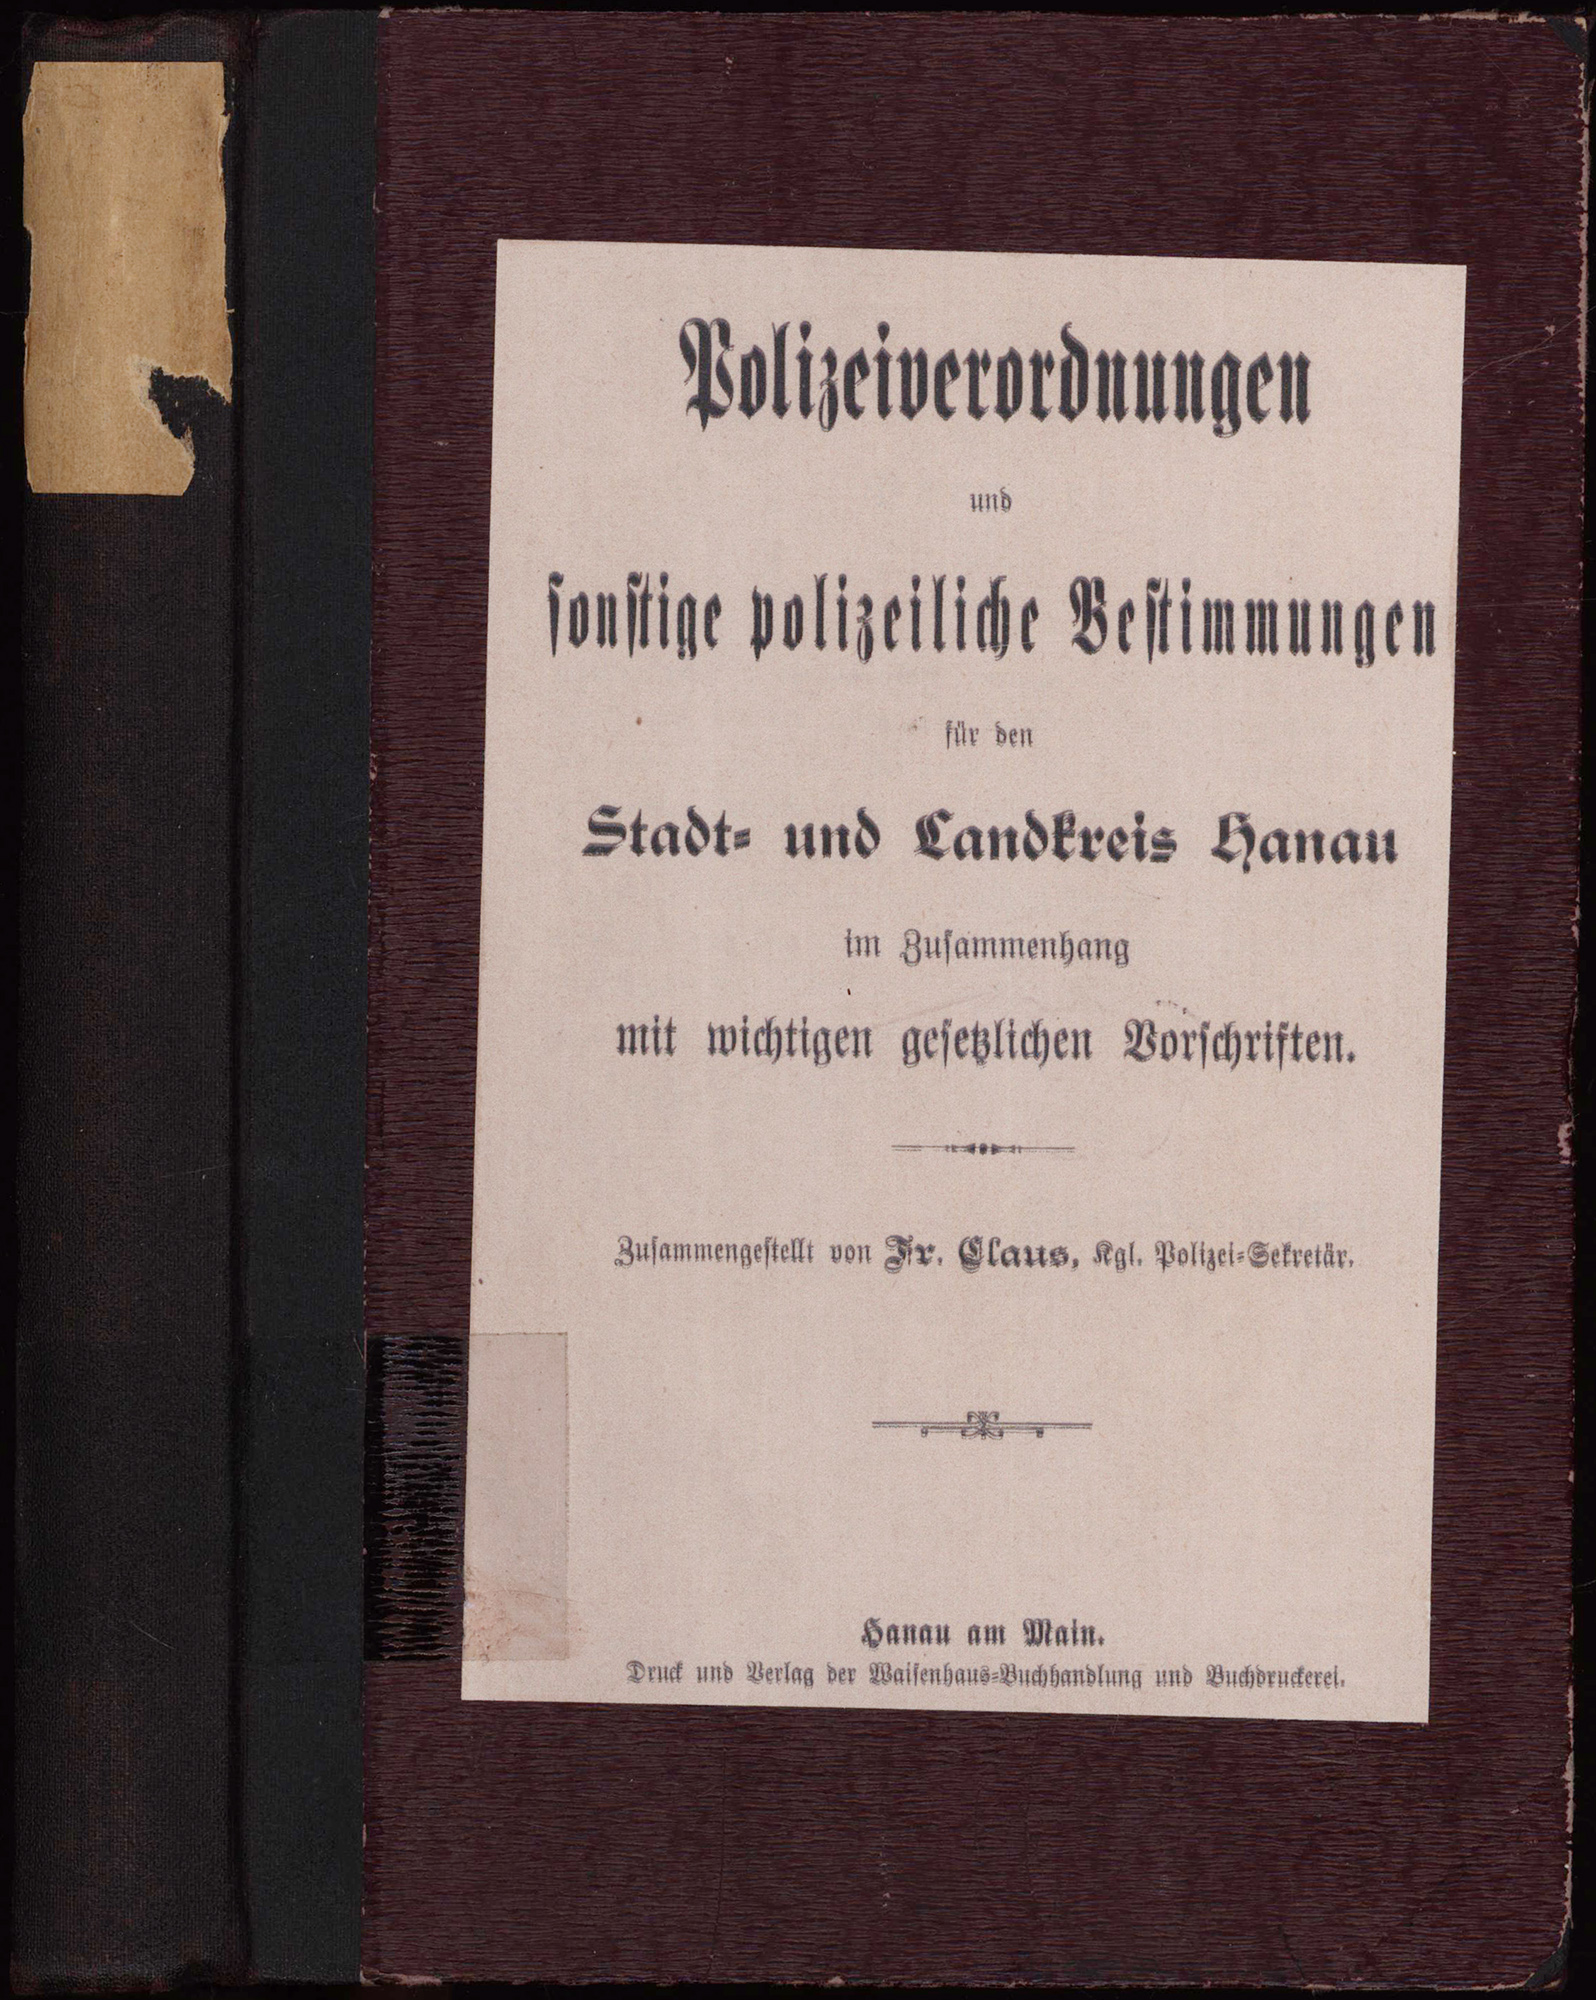 Polizeiverordnungen
und
sonstige polizeiliche Bestimmungen
für den
Stadt- und Landkreis Hanau
im Zusammenhang
mit wichtigen gesetzlichen Vorschriften.
Zusammengestellt von Fr. Claus, Kgl. Polizei-Sekretär.
Hanau am Main.
Druck und Verlag der Waisenhaus-Buchhandlung und Buchdruckerei.